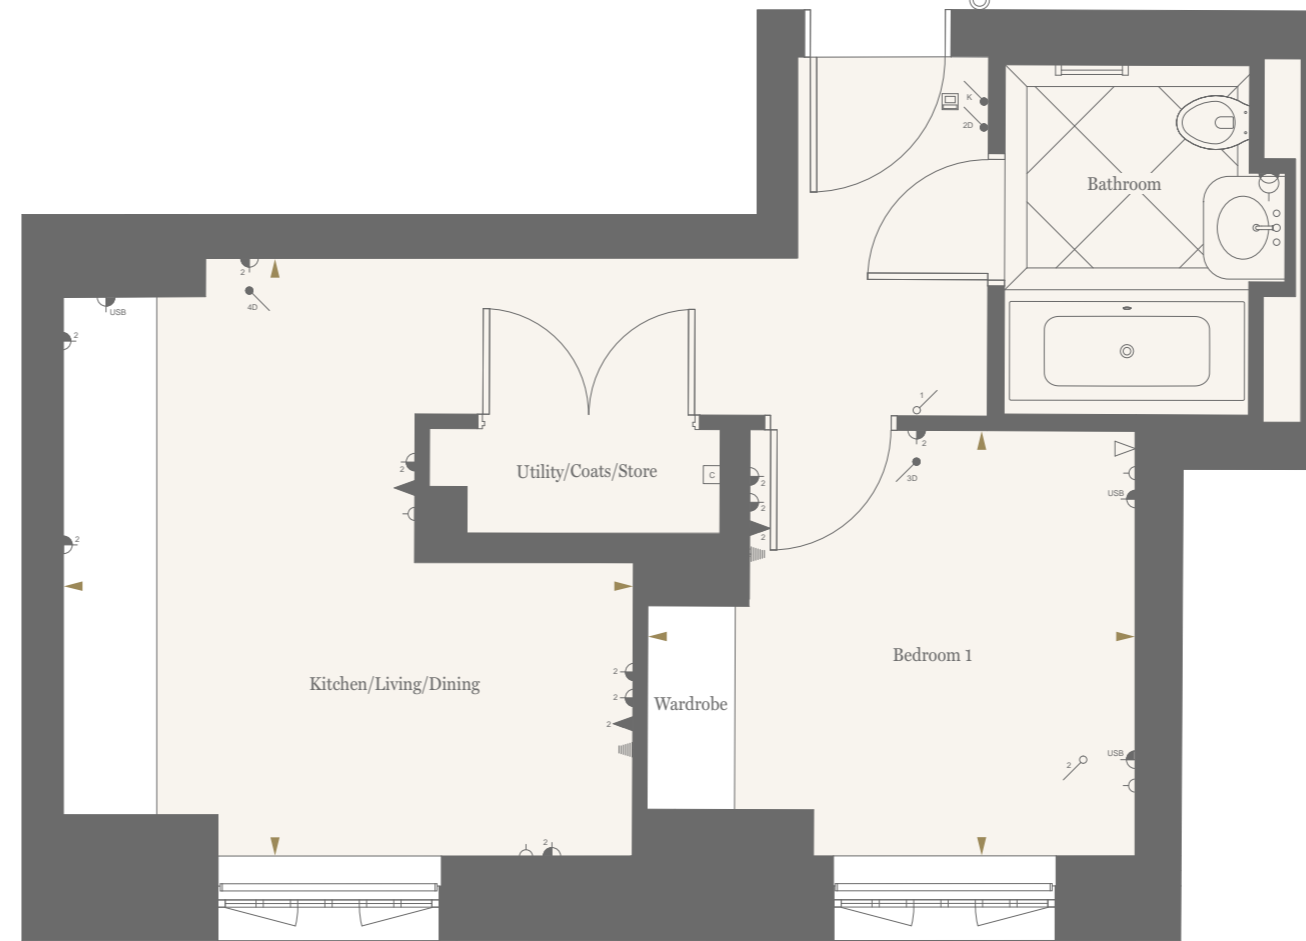 K
2D
Bathroom
2
4D
USB
2
1
2
2
Utility/Coats/Store
C
2
3D
USB
2
2
2
Bedroom 1
2
Kitchen/Living/Dining
2
Wardrobe
2
USB
2
2